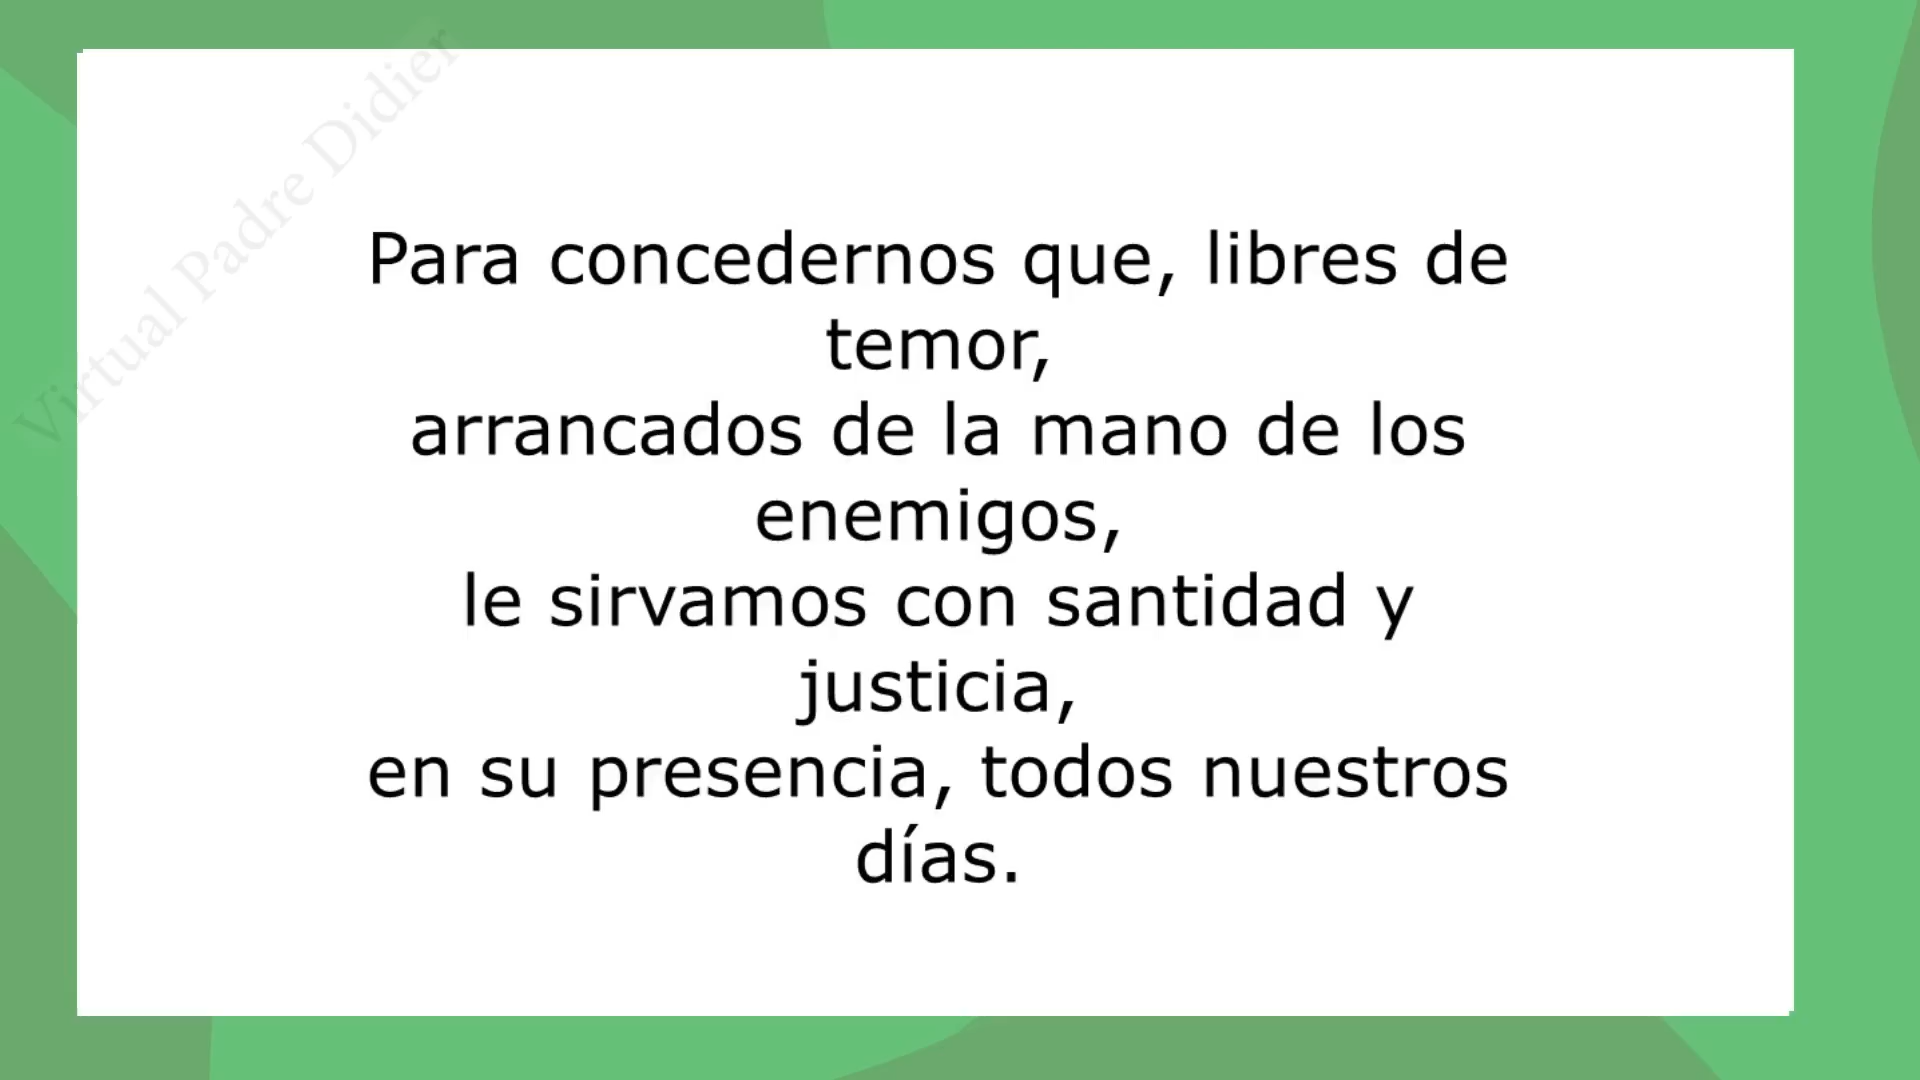 Virtual Padre Didier
Para concedernos que, libres de
temor,
arrancados de la mano de los
enemigos,
le sirvamos con santidad y
justicia,
en su presencia, todos nuestros
días.